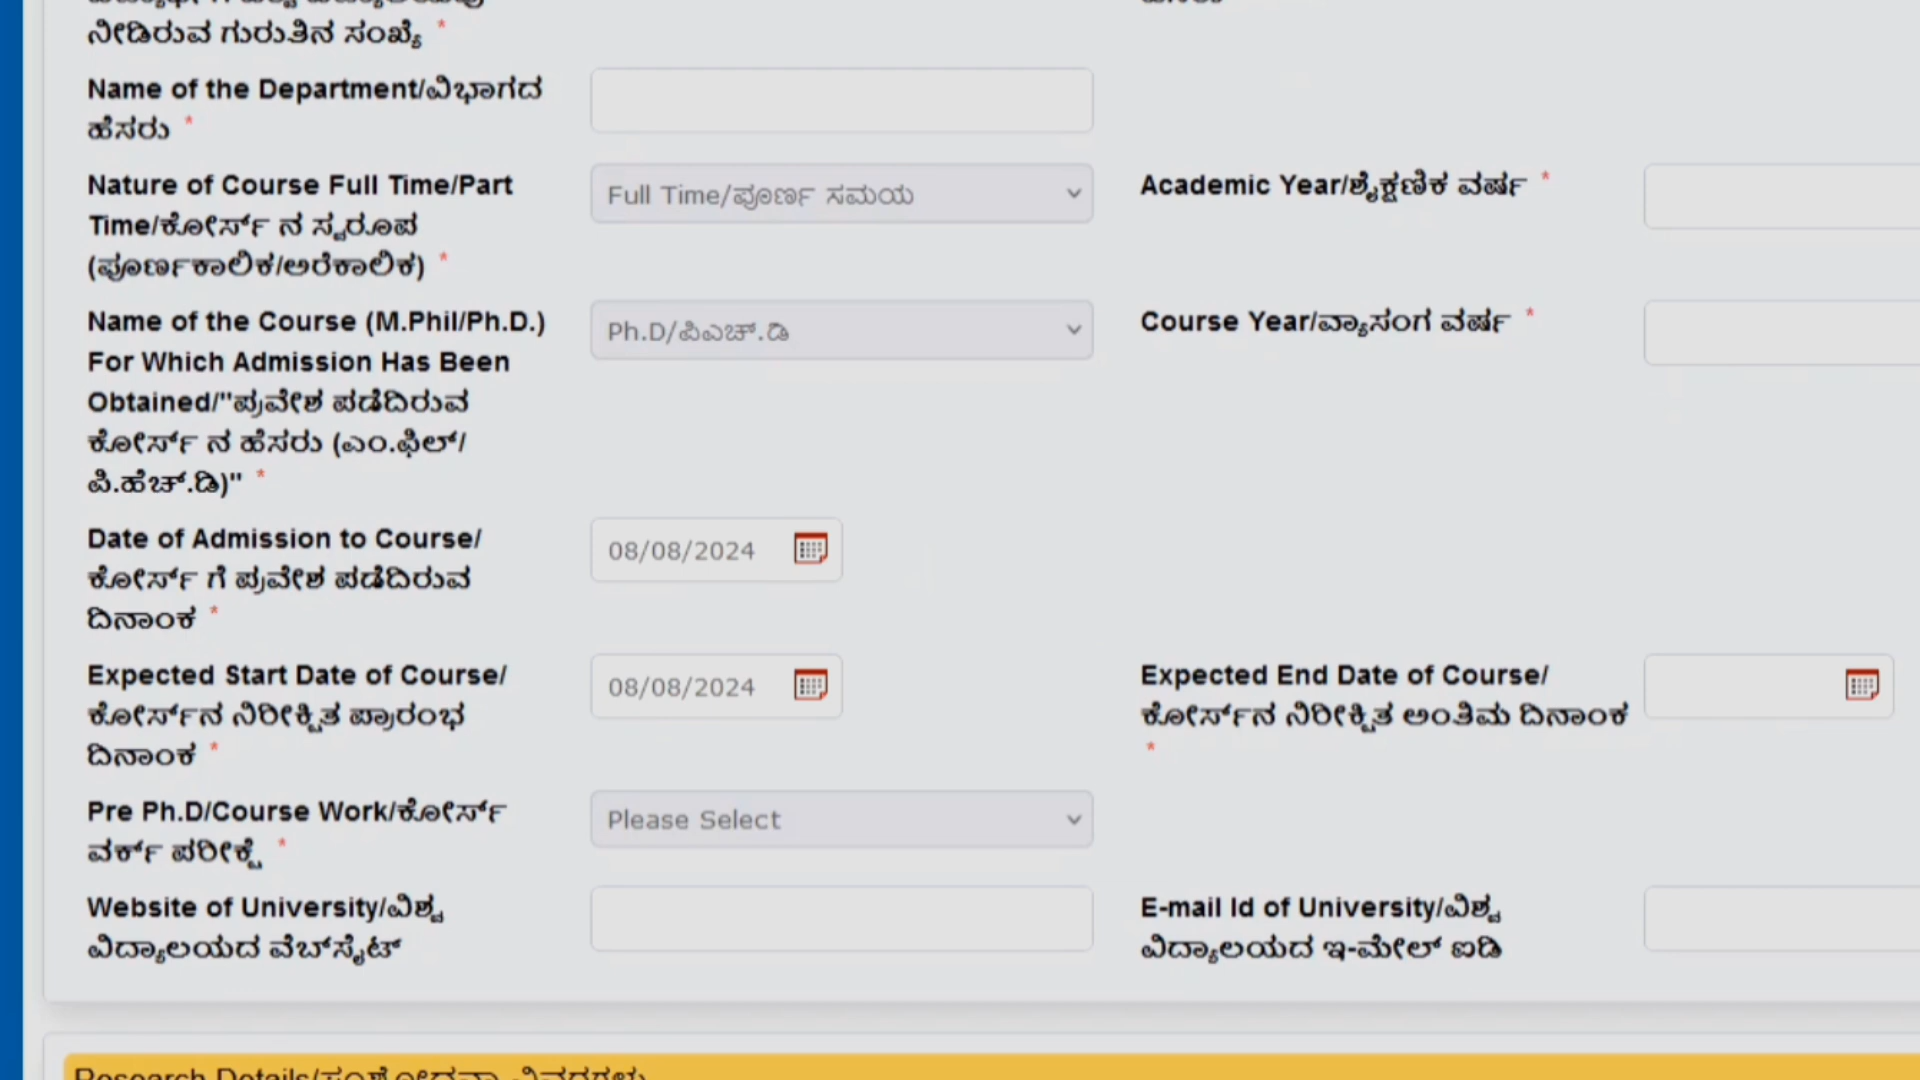 ನೀಡಿರುವ ಗುರುತಿನ ಸಂಖ್ಯೆ *
Name of the Department/ವಿಭಾಗದ
ಹೆಸರು *
Nature of Course Full Time/Part
Time/ಕೋರ್ಸ್ ನ ಸ್ವರೂಪ
(ಪೂರ್ಣಕಾಲಿಕ/ಅರೆಕಾಲಿಕ) *
Full Time/ಪೂರ್ಣ ಸಮಯ
Academic Year/ಶೈಕ್ಷಣಿಕ ವರ್ಷ *
Name of the Course (M.Phil/Ph.D.)
For Which Admission Has Been
Obtained/"ಪ್ರವೇಶ ಪಡೆದಿರುವ
ಕೋರ್ಸ್ ನ ಹೆಸರು (ಎಂ.ಫಿಲ್/
ಪಿ.ಹೆಚ್.ಡಿ)" *
Ph.D/ಪಿಎಚ್.ಡಿ
Course Year/ವ್ಯಾಸಂಗ ವರ್ಷ *
Date of Admission to Course/
ಕೋರ್ಸ್ ಗೆ ಪ್ರವೇಶ ಪಡೆದಿರುವ
ದಿನಾಂಕ *
08/08/2024
Expected Start Date of Course/
ಕೋರ್ಸ್‌ನ ನಿರೀಕ್ಷಿತ ಪ್ರಾರಂಭ
ದಿನಾಂಕ *
08/08/2024
Expected End Date of Course/
ಕೋರ್ಸ್‌ನ ನಿರೀಕ್ಷಿತ ಅಂತಿಮ ದಿನಾಂಕ
*
Pre Ph.D/Course Work/ಕೋರ್ಸ್
ವರ್ಕ್ ಪರೀಕ್ಷೆ *
Please Select
Website of University/ವಿಶ್ವ
ವಿದ್ಯಾಲಯದ ವೆಬ್‌ಸೈಟ್
E-mail Id of University/ವಿಶ್ವ
ವಿದ್ಯಾಲಯದ ಇ-ಮೇಲ್ ಐಡಿ
Research Details/ಸಂಶೋಧನಾ ವಿವರಗಳು